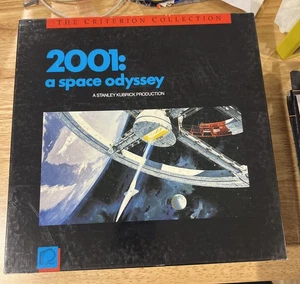 THE CRITERION COLLECTION
2001:
a space odyssey
A STANLEY KUBRICK PRODUCTION